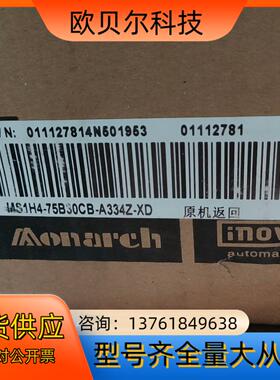 欧贝尔科技
/N: 011127814N501953 01112781
MS1H4-75B30CB-A334Z-XD 原机返回
Monarch
inov
automa
货供应 咨询：13761849638
时公开票 型号齐全量大从